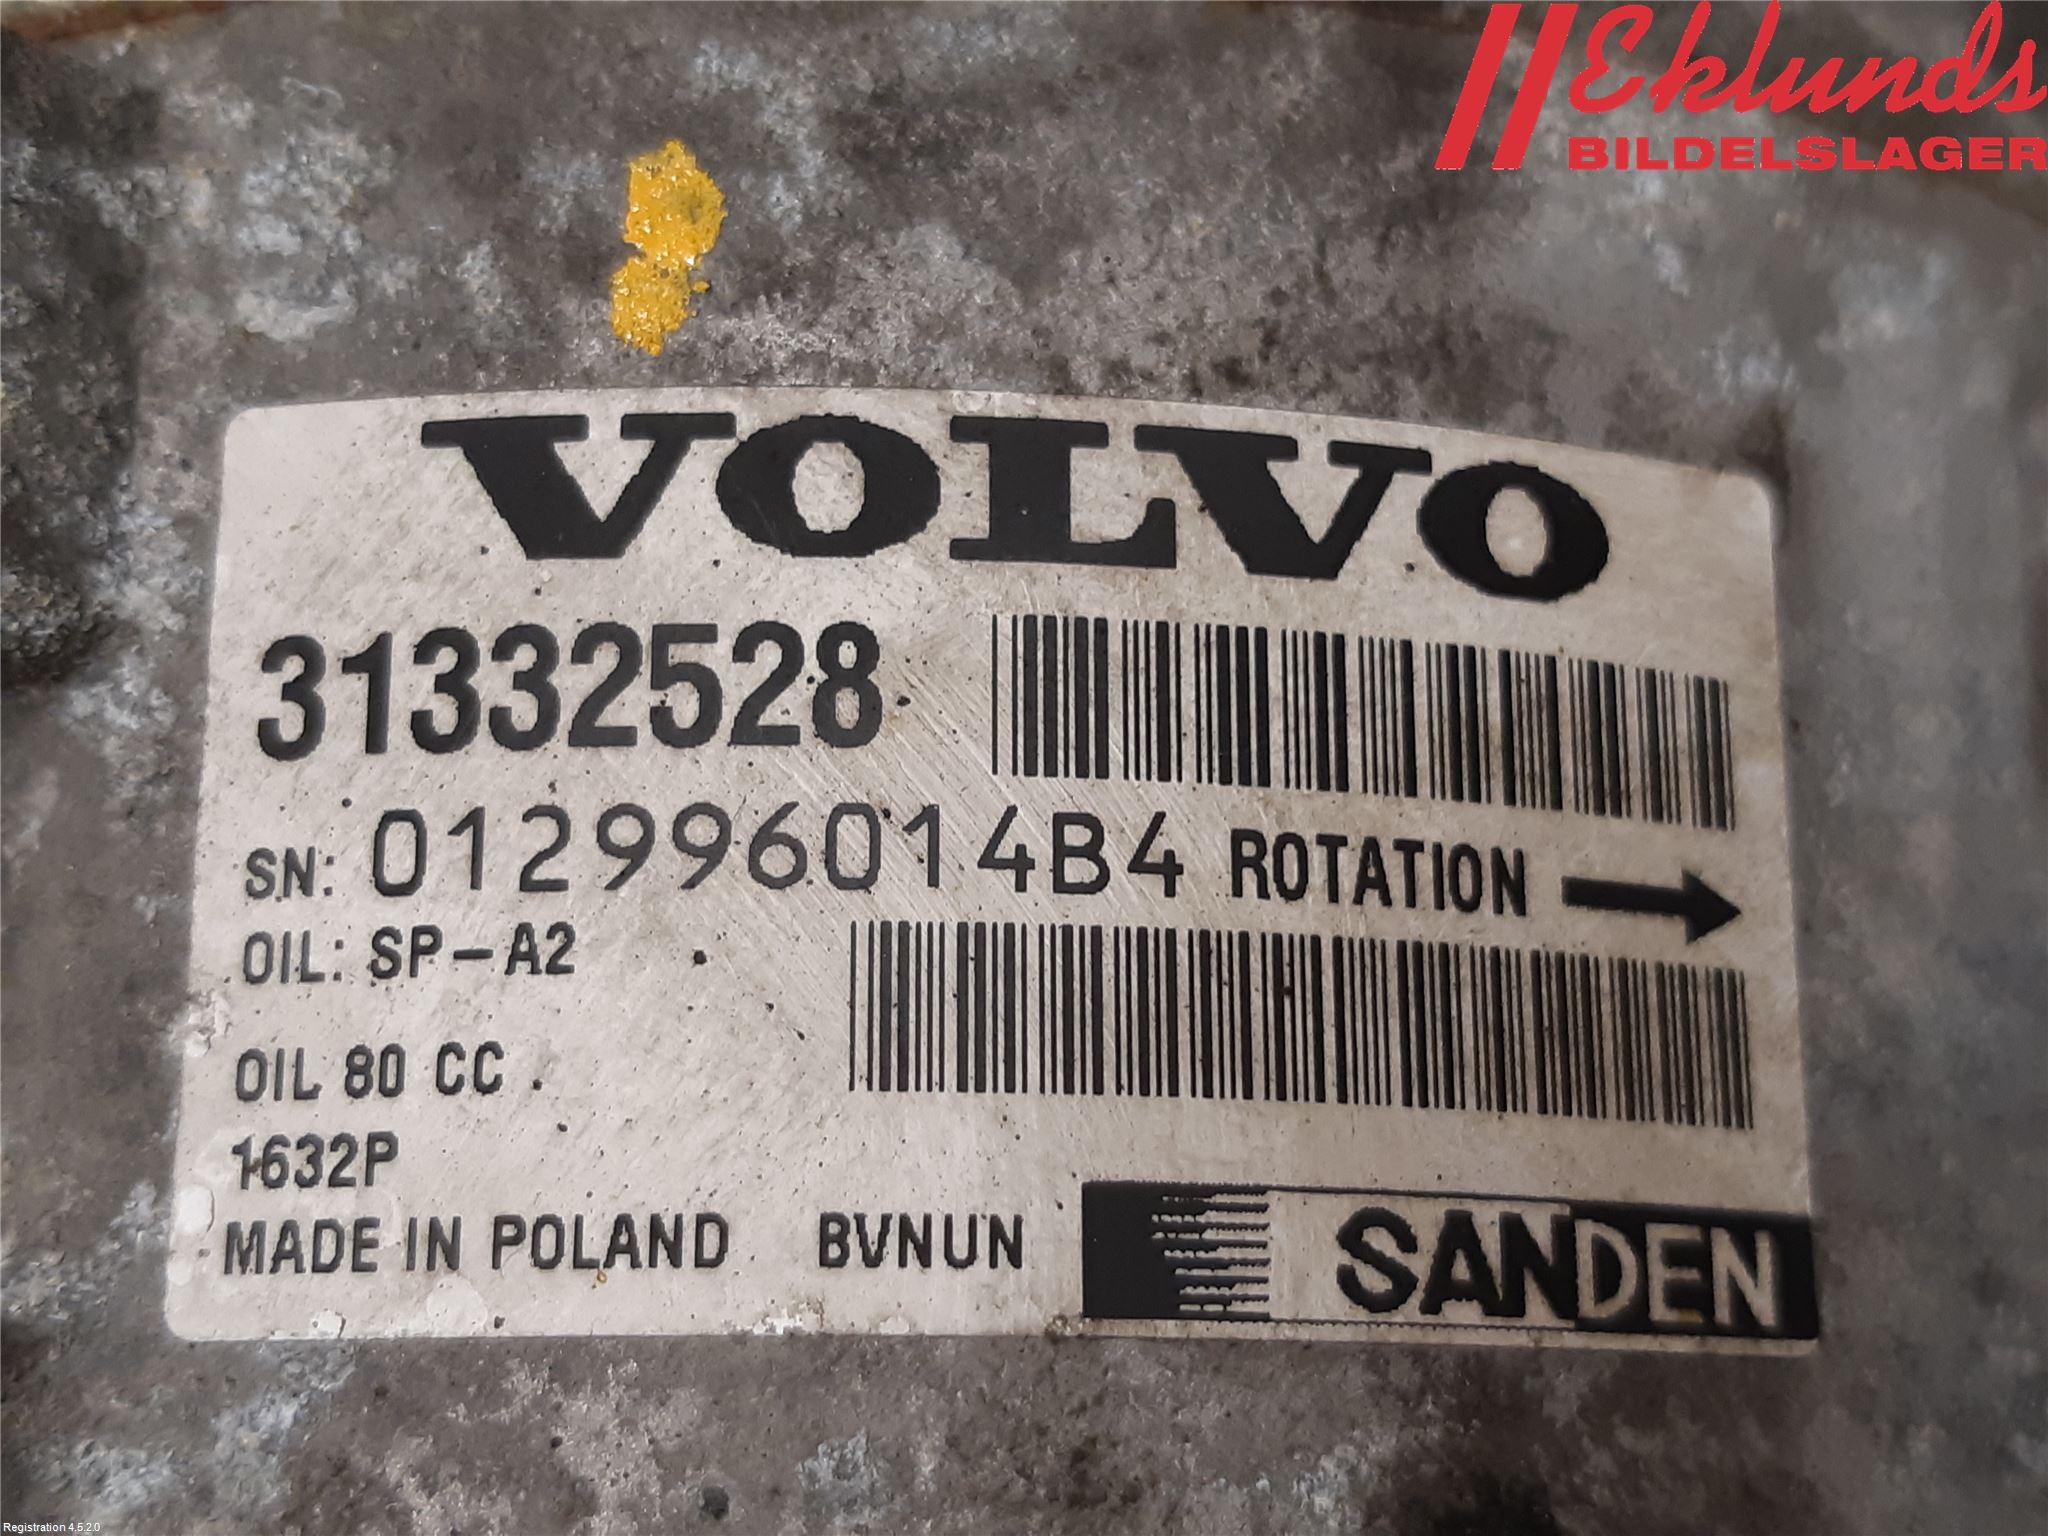 Eklunds
BILDELSLAGER
VOLVO
31332528
SN: 012996014B4 ROTATION
OIL: SP-A2
OIL 80 CC
1632P
MADE IN POLAND BVNUN SANDEN
Registration 4.5.2.0